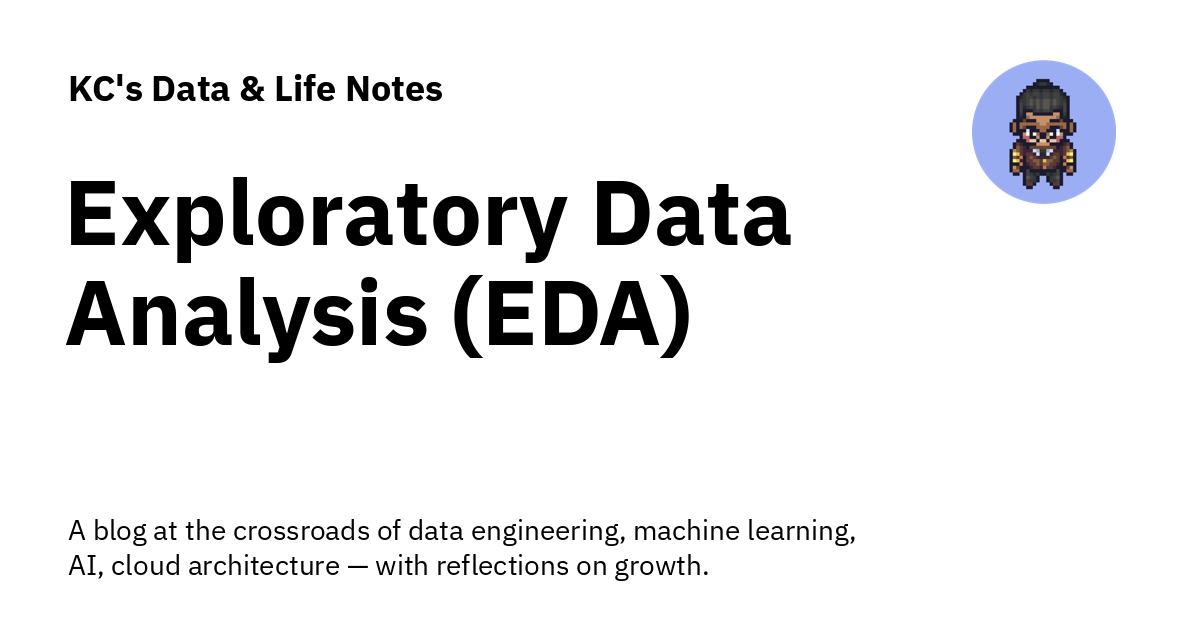 KC's Data & Life Notes
Exploratory Data
Analysis (EDA)
A blog at the crossroads of data engineering, machine learning,
AI, cloud architecture — with reflections on growth.